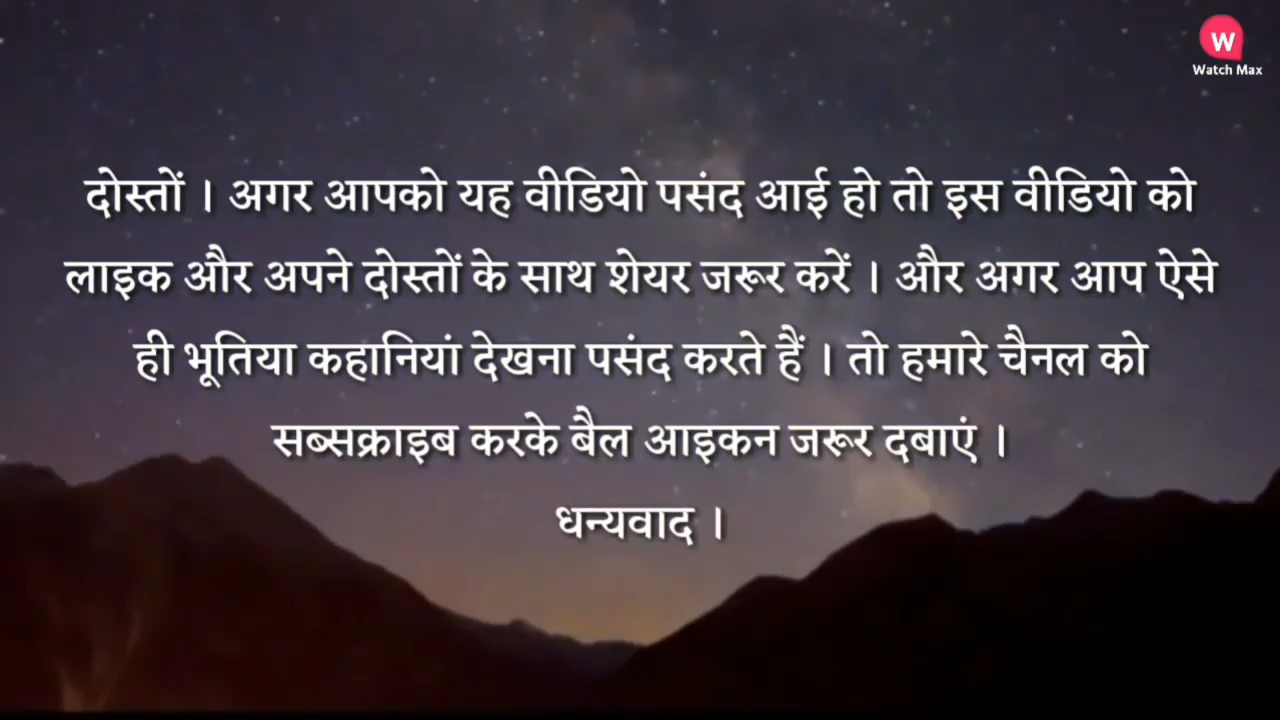 W
Watch Max
दोस्तों । अगर आपको यह वीडियो पसंद आई हो तो इस वीडियो को
लाइक और अपने दोस्तों के साथ शेयर जरूर करें । और अगर आप ऐसे
ही भूतिया कहानियां देखना पसंद करते हैं । तो हमारे चैनल को
सब्सक्राइब करके बैल आइकन जरूर दबाएं ।
धन्यवाद ।